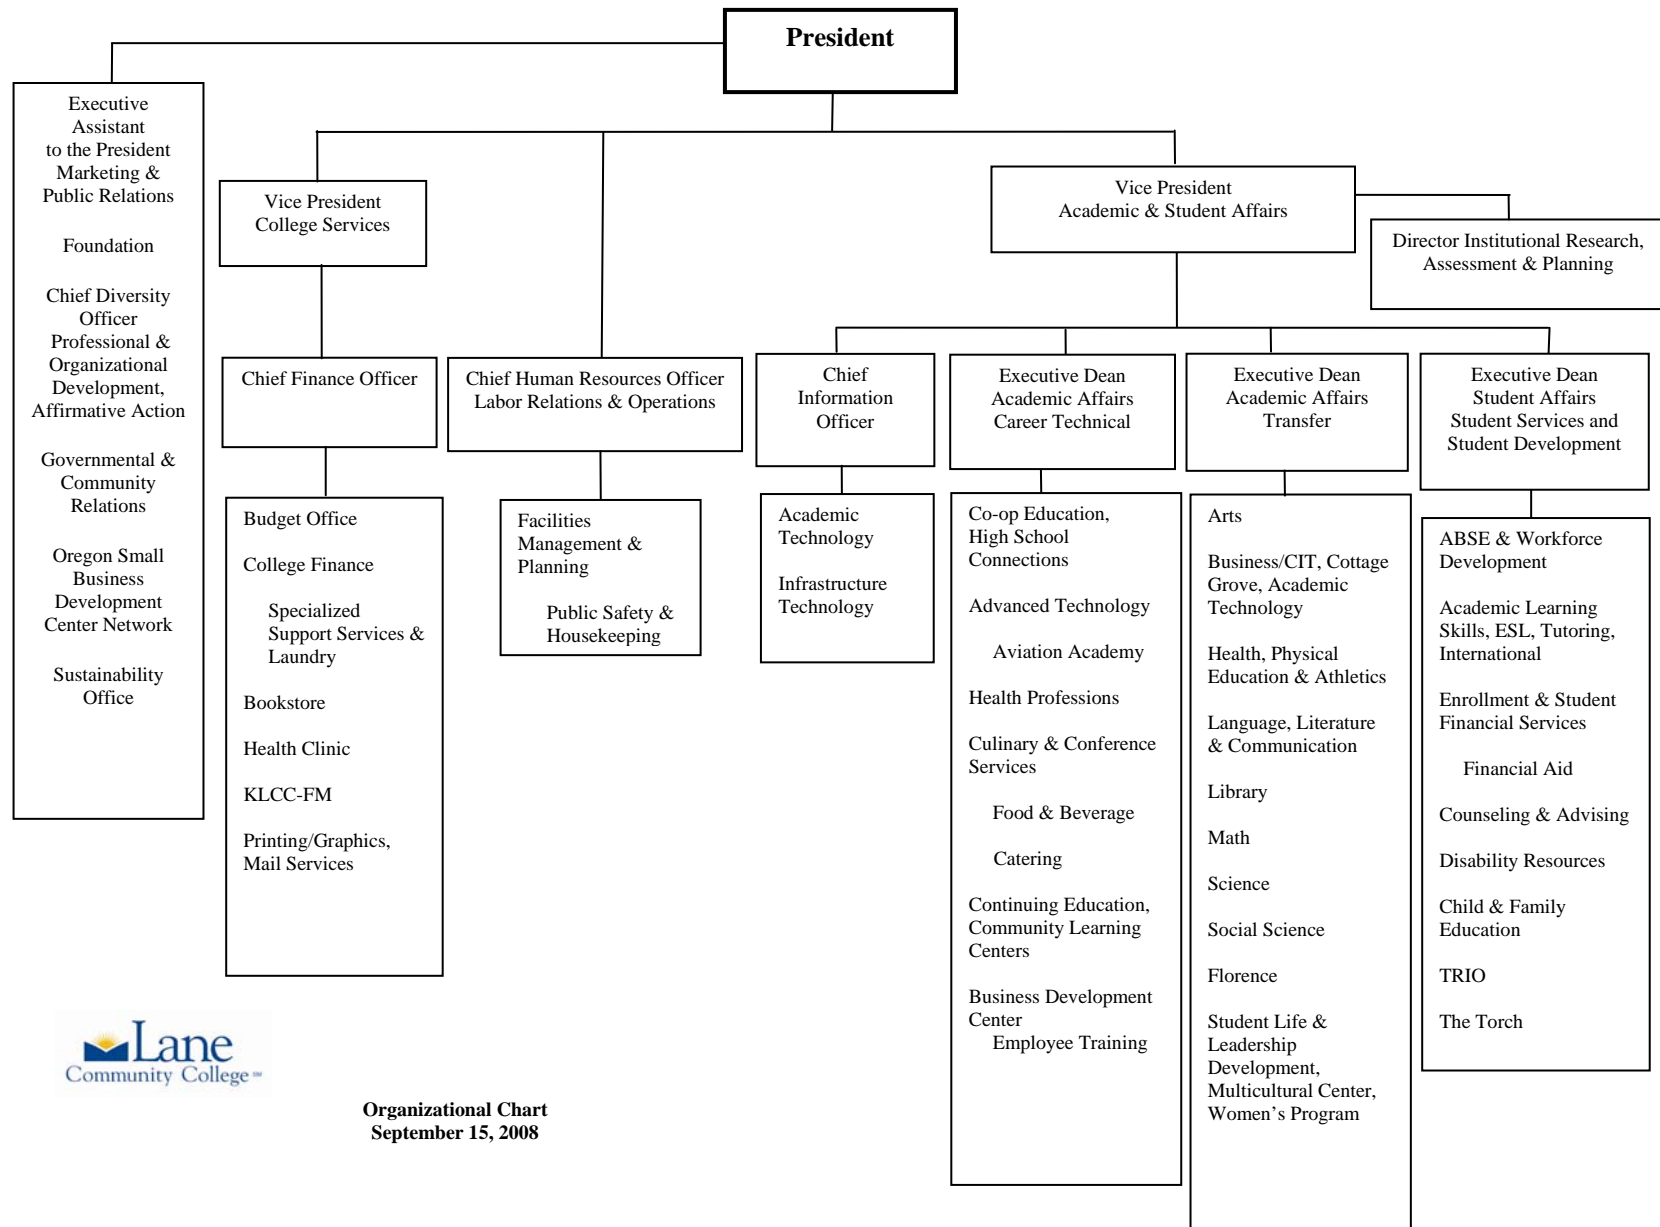 President
Executive
Assistant
to the President
Marketing &
Public Relations
Foundation
Chief Diversity
Officer
Professional &
Organizational
Development,
Affirmative Action
Governmental &
Community
Relations
Oregon Small
Business
Development
Center Network
Sustainability
Office
Vice President
College Services
Vice President
Academic & Student Affairs
Director Institutional Research,
Assessment & Planning
Chief Finance Officer
Chief Human Resources Officer
Labor Relations & Operations
Chief
Information
Officer
Executive Dean
Academic Affairs
Career Technical
Executive Dean
Academic Affairs
Transfer
Executive Dean
Student Affairs
Student Services and
Student Development
Budget Office
College Finance
Specialized
Support Services &
Laundry
Bookstore
Health Clinic
KLCC-FM
Printing/Graphics,
Mail Services
Facilities
Management &
Planning
Public Safety &
Housekeeping
Academic
Technology
Infrastructure
Technology
Co-op Education,
High School
Connections
Advanced Technology
Aviation Academy
Health Professions
Culinary & Conference
Services
Food & Beverage
Catering
Continuing Education,
Community Learning
Centers
Business Development
Center
Employee Training
Arts
Business/CIT, Cottage
Grove, Academic
Technology
Health, Physical
Education & Athletics
Language, Literature
& Communication
Library
Math
Science
Social Science
Florence
Student Life &
Leadership
Development,
Multicultural Center,
Women’s Program
ABSE & Workforce
Development
Academic Learning
Skills, ESL, Tutoring,
International
Enrollment & Student
Financial Services
Financial Aid
Counseling & Advising
Disability Resources
Child & Family
Education
TRIO
The Torch
Lane
Community College
Organizational Chart
September 15, 2008